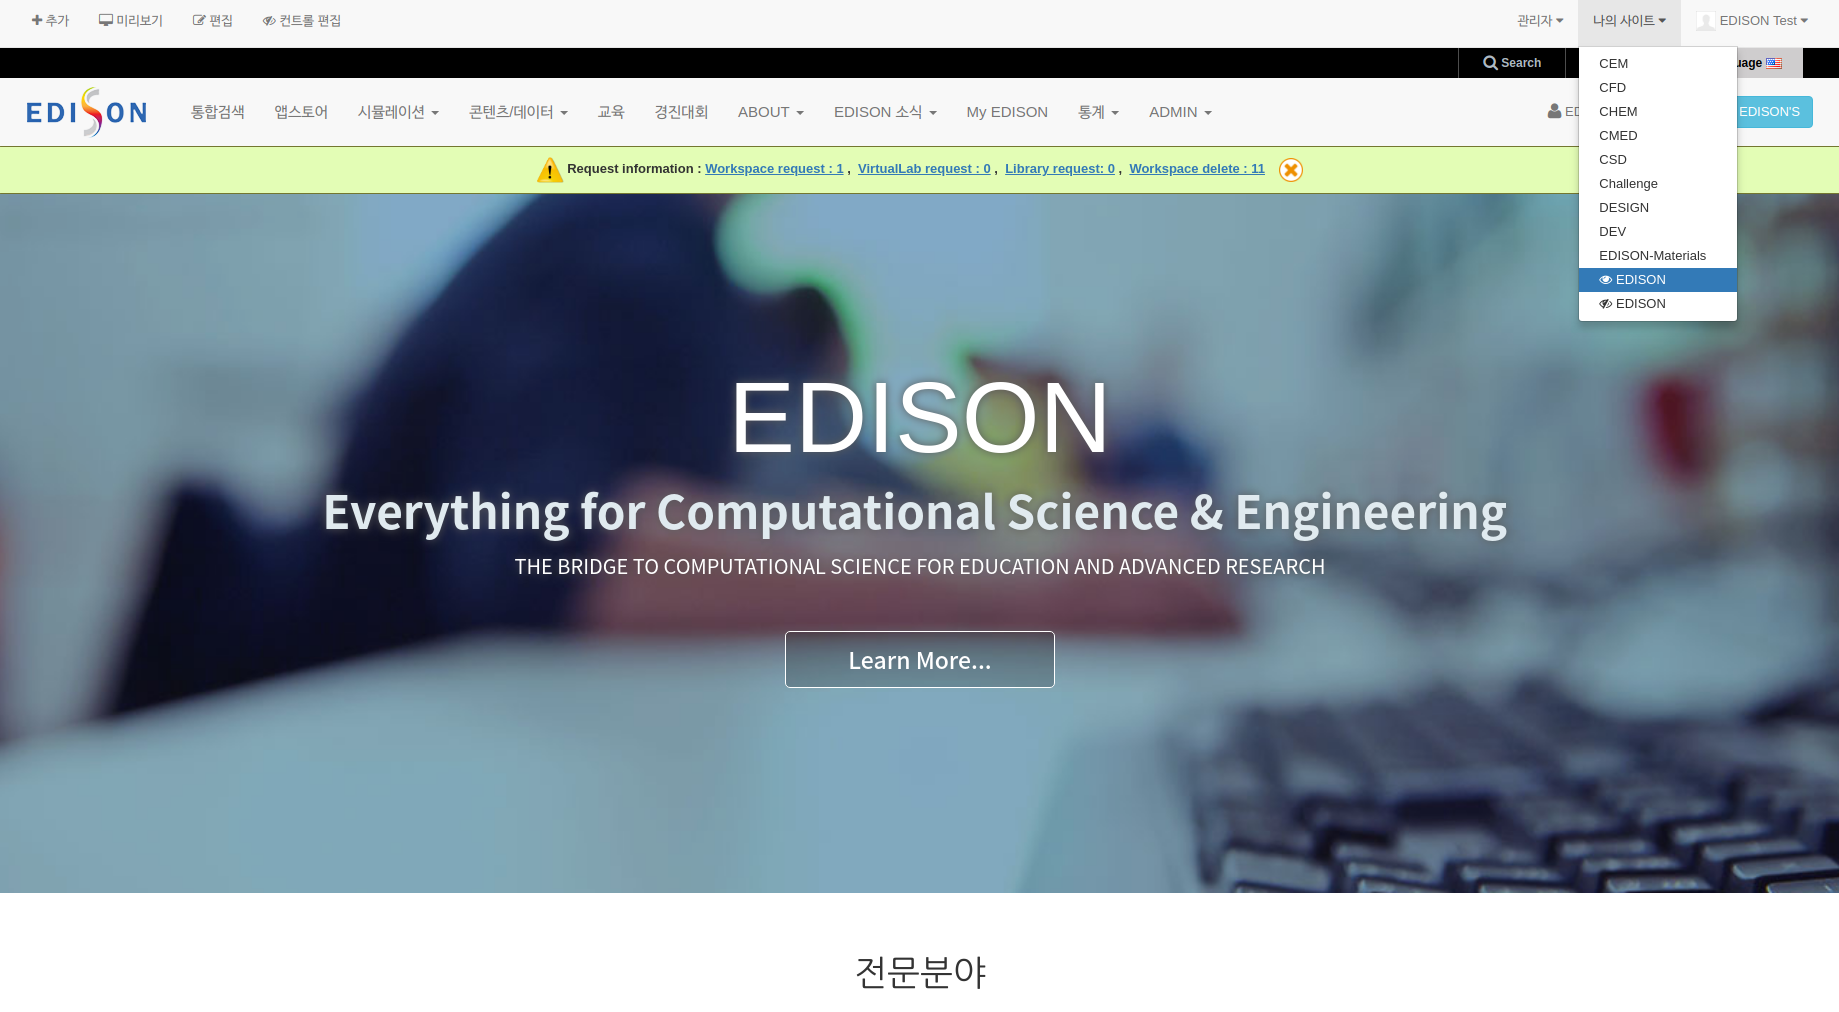 추가 미리보기 편집 컨트롤 편집 관리자 나의 사이트 EDISON Test
Search uage
EDISON 통합검색 앱스토어 시뮬레이션 콘텐츠/데이터 교육 경진대회 ABOUT EDISON 소식 My EDISON 통계 ADMIN ED EDISON'S
Request information : Workspace request : 1 , VirtualLab request : 0 , Library request: 0 , Workspace delete : 11
CEM
CFD
CHEM
CMED
CSD
Challenge
DESIGN
DEV
EDISON-Materials
EDISON
EDISON
EDISON
Everything for Computational Science & Engineering
THE BRIDGE TO COMPUTATIONAL SCIENCE FOR EDUCATION AND ADVANCED RESEARCH
Learn More...
전문분야